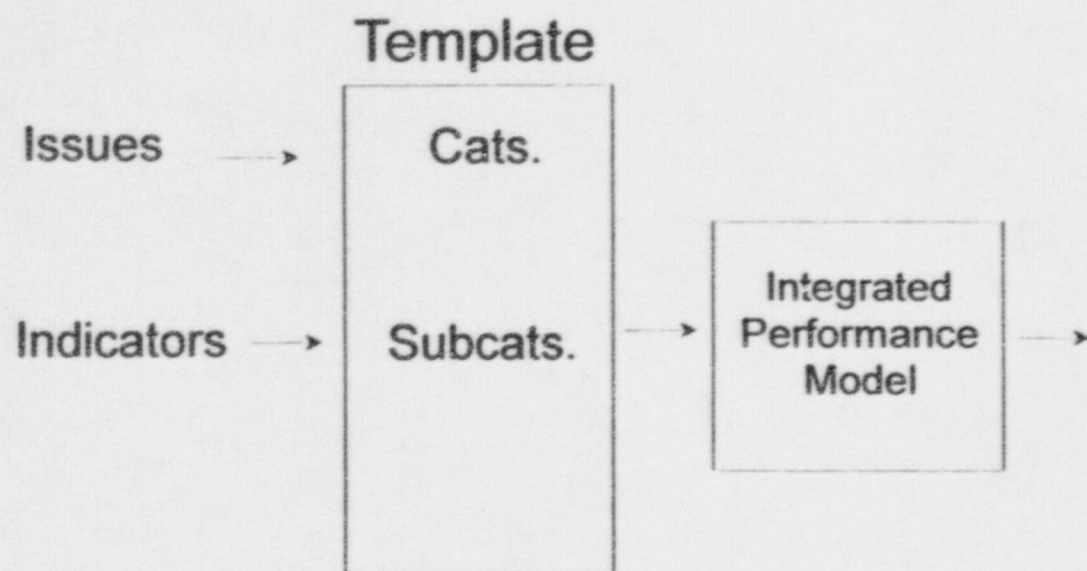 Template
Issues
Cats.
Indicators
Subcats.
Integrated
Performance
Model